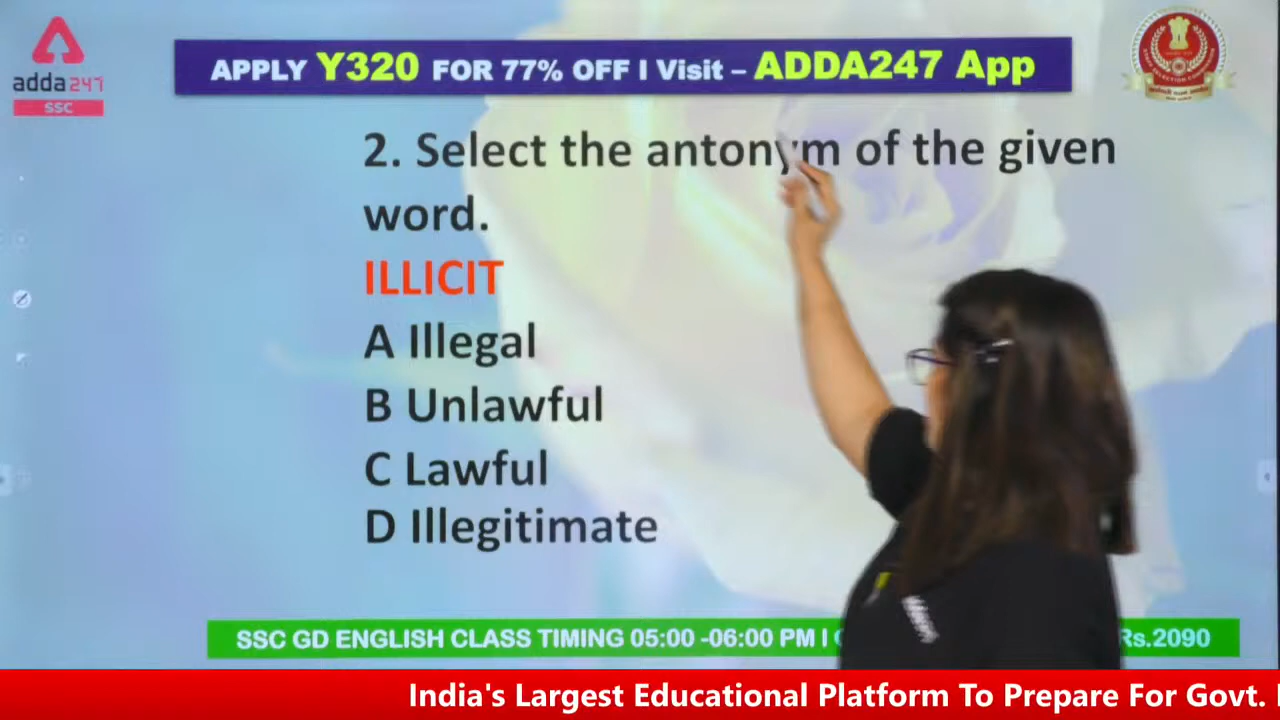 adda247
SSC
APPLY Y320 FOR 77% OFF I Visit – ADDA247 App
2. Select the antonym of the given
word.
ILLICIT
A Illegal
B Unlawful
C Lawful
D Illegitimate
SSC GD ENGLISH CLASS TIMING 05:00 -06:00 PM I
Rs.2090
India's Largest Educational Platform To Prepare For Govt.